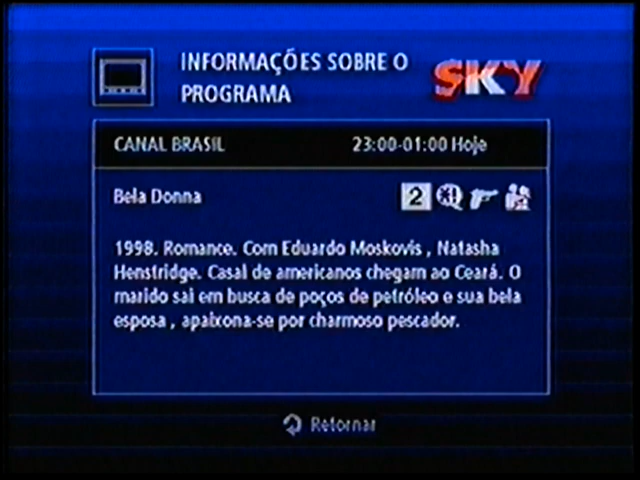 INFORMAÇÕES SOBRE O
PROGRAMA
SKY
CANAL BRASIL 23:00-01:00 Hoje
Bela Donna 2
1998. Romance. Com Eduardo Moskovis , Natasha
Henstridge. Casal de americanos chegam ao Ceará. O
marido sai em busca de poços de petróleo e sua bela
esposa , apaixona-se por charmoso pescador.
Retornar